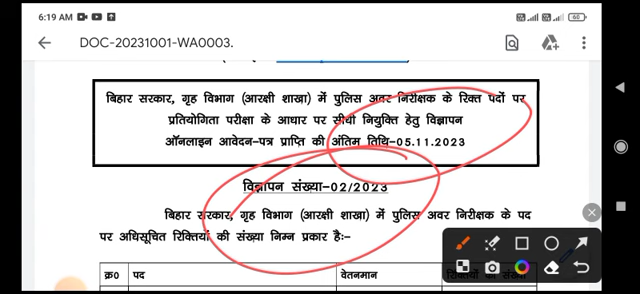 6:19 AM
60
DOC-20231001-WA0003.
बिहार सरकार, गृह विभाग (आरक्षी शाखा) में पुलिस अवर निरीक्षक के रिक्त पदों पर
प्रतियोगिता परीक्षा के आधार पर सीधी नियुक्ति हेतु विज्ञापन
ऑनलाइन आवेदन-पत्र प्राप्ति की अंतिम तिथि-05.11.2023
विज्ञापन संख्या-02/2023
बिहार सरकार, गृह विभाग (आरक्षी शाखा) में पुलिस अवर निरीक्षक के पद
पर अधिसूचित रिक्तियों की संख्या निम्न प्रकार है:-
क्र0 पद वेतनमान रिक्तियों की संख्या